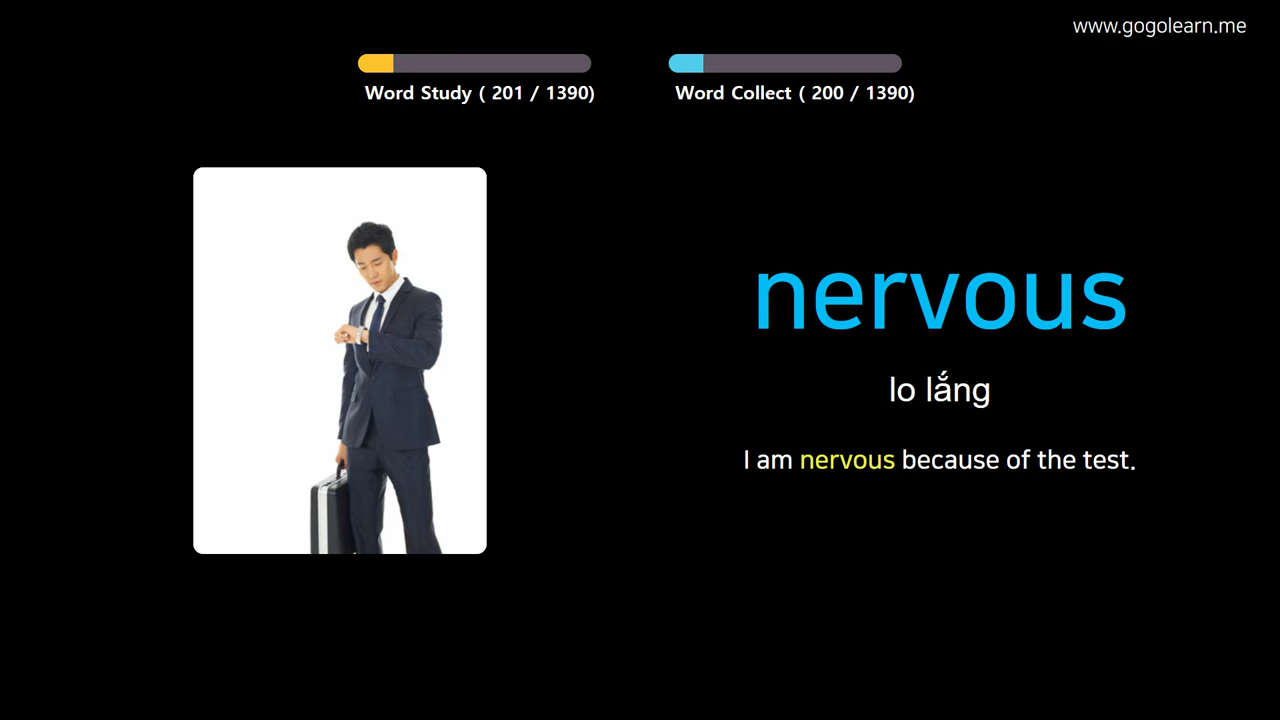 www.gogolearn.me
Word Study ( 201 / 1390)
Word Collect ( 200 / 1390)
nervous
lo lắng
I am nervous because of the test.